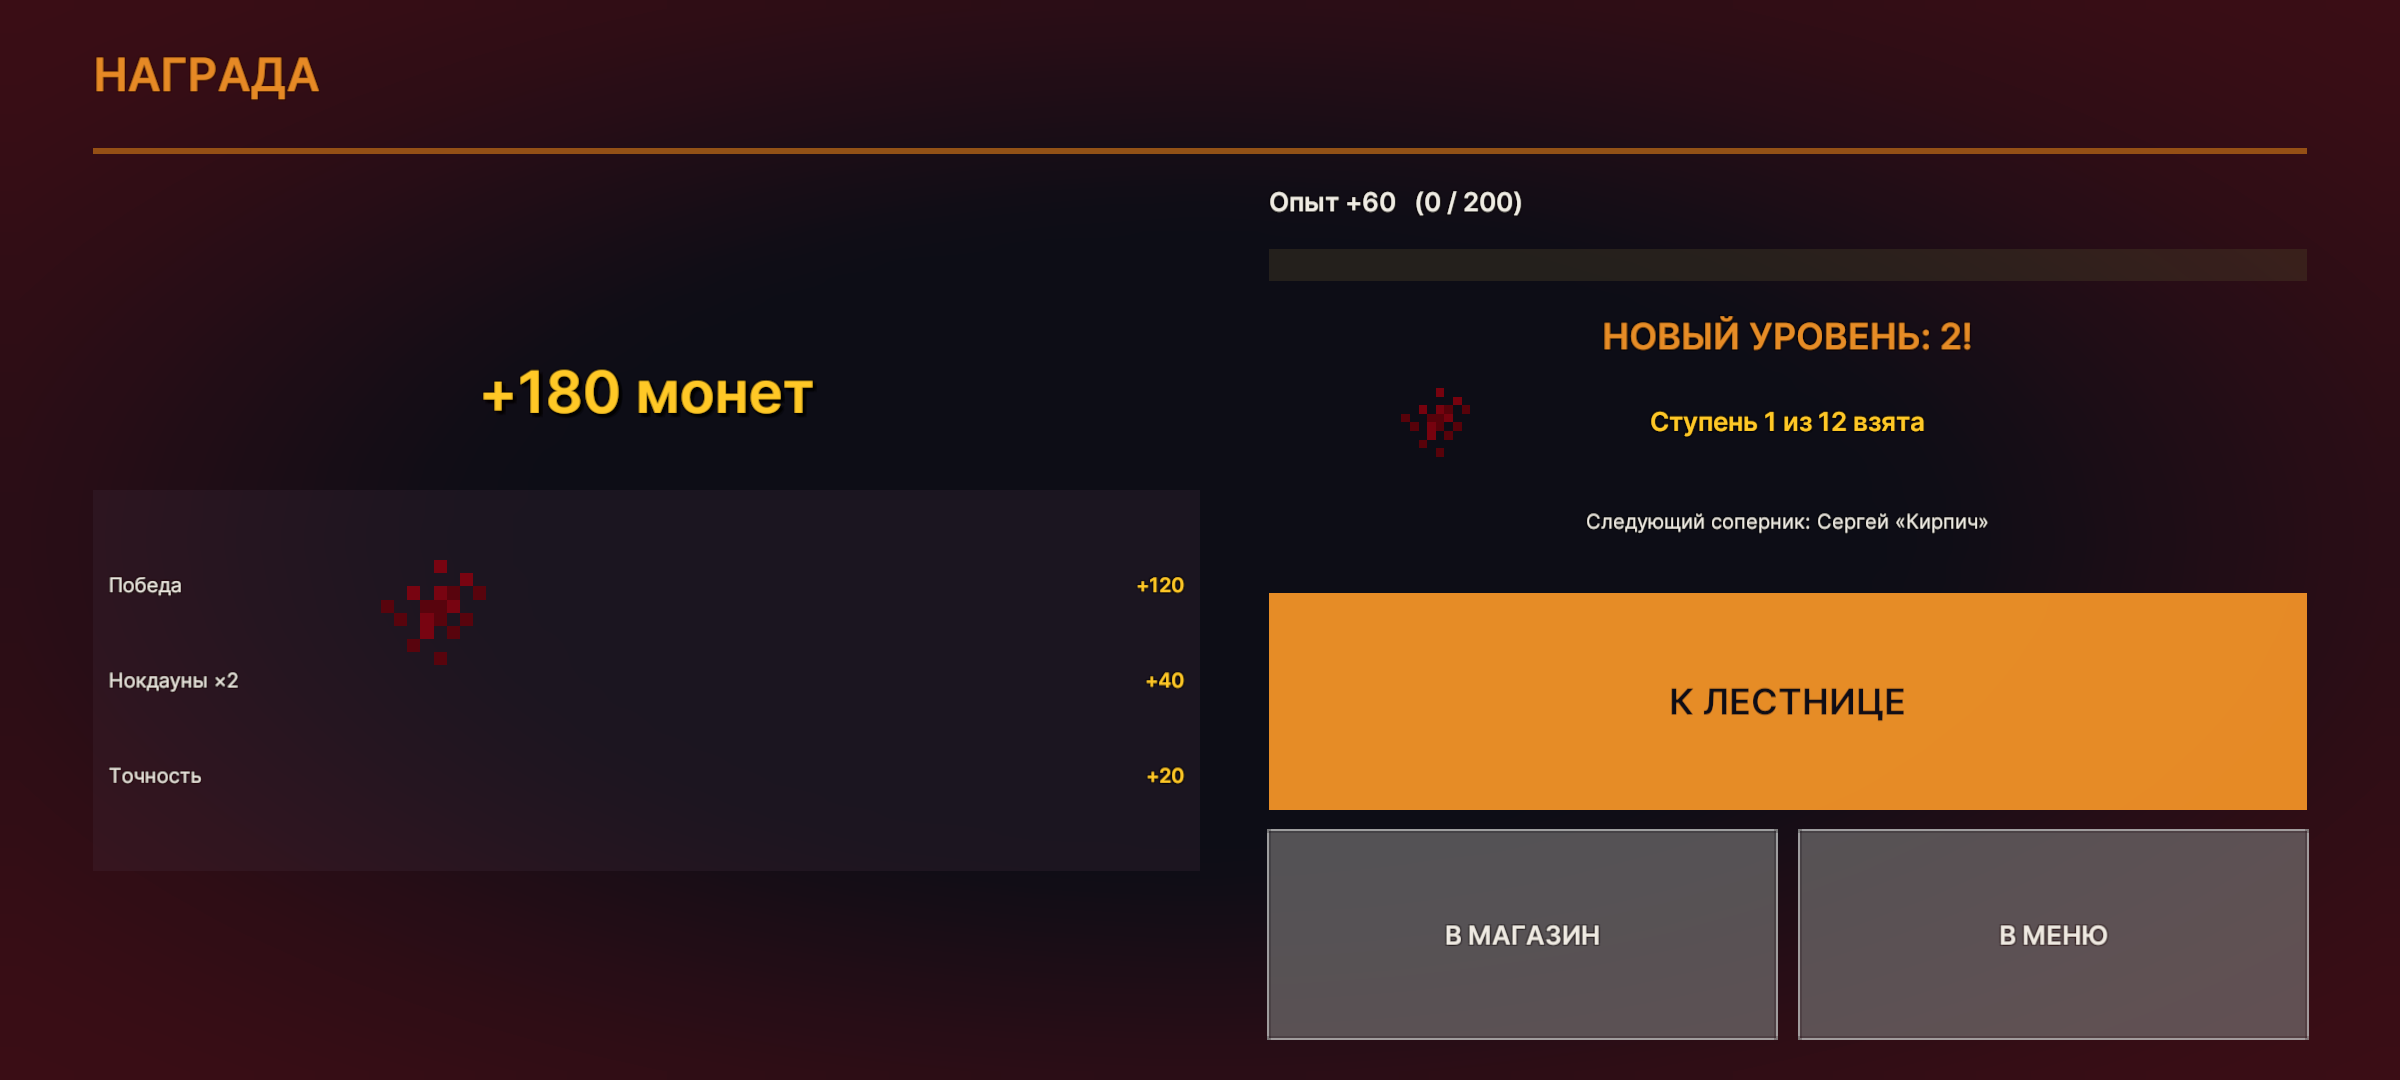 НАГРАДА
+180 монет
Победа +120
Нокдауны ×2 +40
Точность +20
Опыт +60 (0 / 200)
НОВЫЙ УРОВЕНЬ: 2!
Ступень 1 из 12 взята
Следующий соперник: Сергей «Кирпич»
К ЛЕСТНИЦЕ
В МАГАЗИН
В МЕНЮ